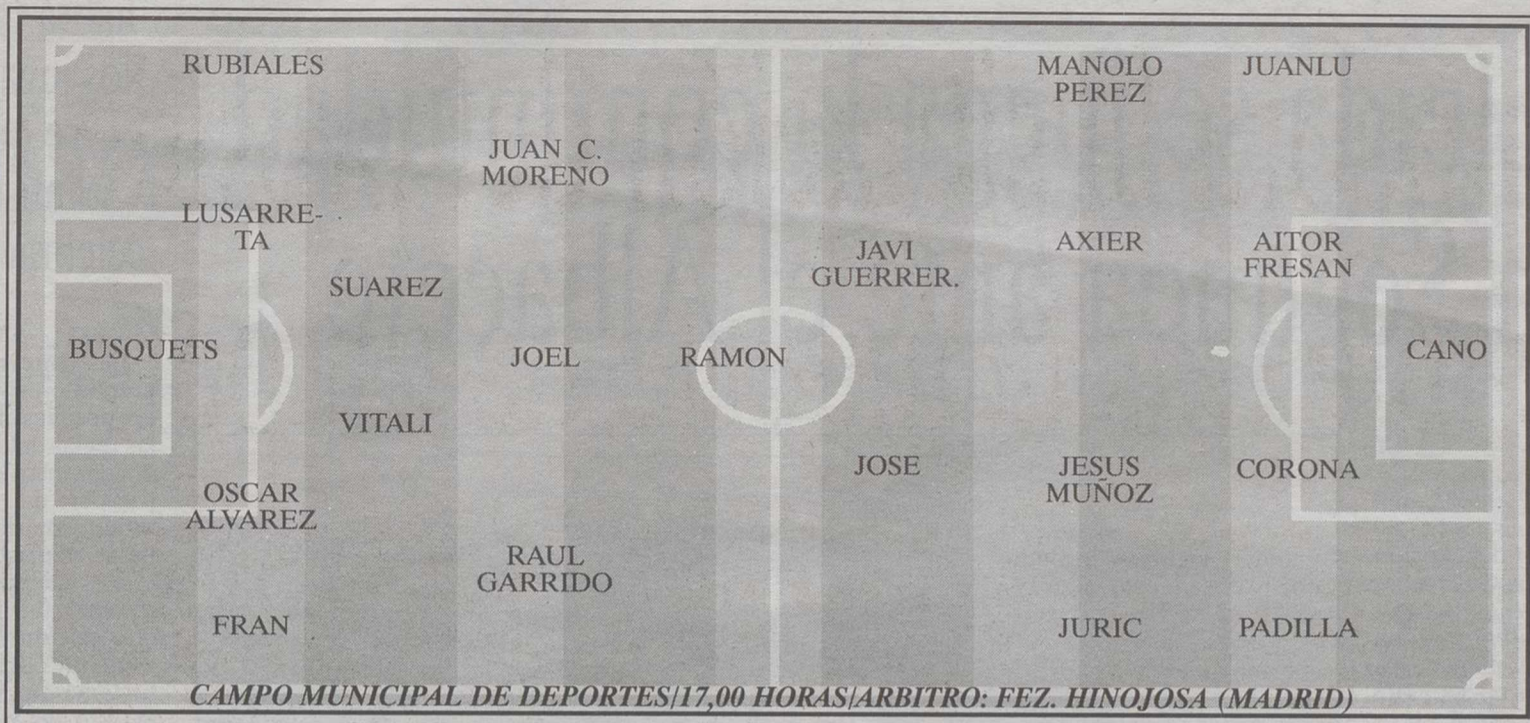 RUBIALES
MANOLO
PEREZ
JUANLU
JUAN C.
MORENO
LUSARRE-
TA
SUAREZ
JAVI
GUERRER.
AXIER
AITOR
FRESAN
BUSQUETS
JOEL
RAMON
CANO
VITALI
OSCAR
ALVAREZ
JOSE
JESUS
MUÑOZ
CORONA
RAUL
GARRIDO
FRAN
JURIC
PADILLA
CAMPO MUNICIPAL DE DEPORTES/17,00 HORAS/ARBITRO: FEZ. HINOJOSA (MADRID)